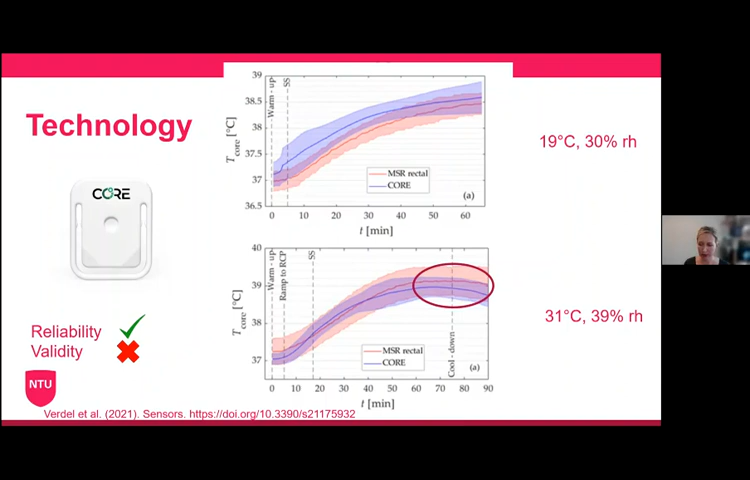 Technology
CORE
Reliability
Validity
NTU
39
38.5
38
37.5
37
36.5
Tcore [°C]
Warm - up
SS
MSR rectal
CORE
(a)
0
10
20
30
40
50
60
t [min]
19°C, 30% rh
40
39
38
37
Tcore [°C]
Warm - up
Ramp to RCP
SS
Cool - down
MSR rectal
CORE
(a)
0
10
20
30
40
50
60
70
80
90
t [min]
31°C, 39% rh
Verdel et al. (2021). Sensors. https://doi.org/10.3390/s21175932